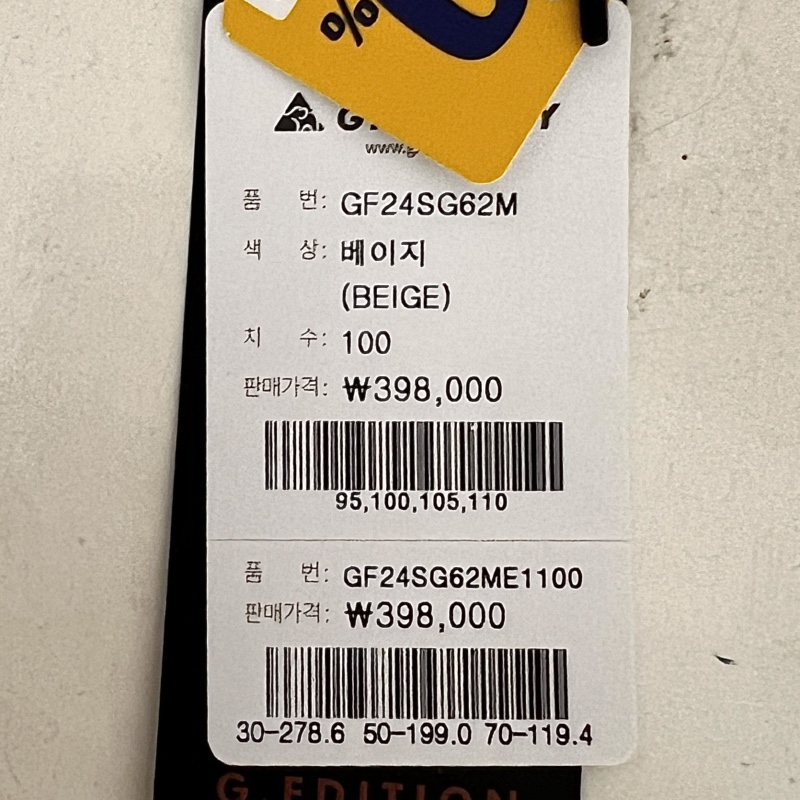 %
www.g
품 번: GF24SG62M
색 상: 베이지
(BEIGE)
치 수: 100
판매가격: ₩398,000
95,100,105,110
품 번: GF24SG62ME1100
판매가격: ₩398,000
30-278.6 50-199.0 70-119.4
G.EDITION